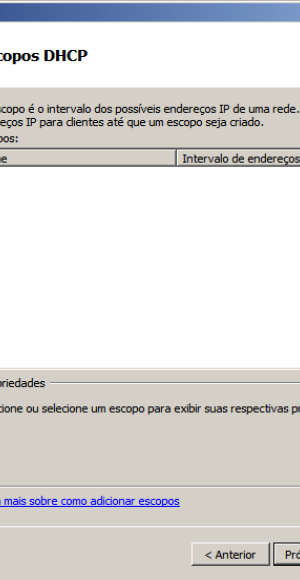 copos DHCP
scopo é o intervalo dos possíveis endereços IP de uma rede.
reços IP para clientes até que um escopo seja criado.
pos:
me Intervalo de endereços
priedades
cione ou selecione um escopo para exibir suas respectivas pr
a mais sobre como adicionar escopos
< Anterior Pró